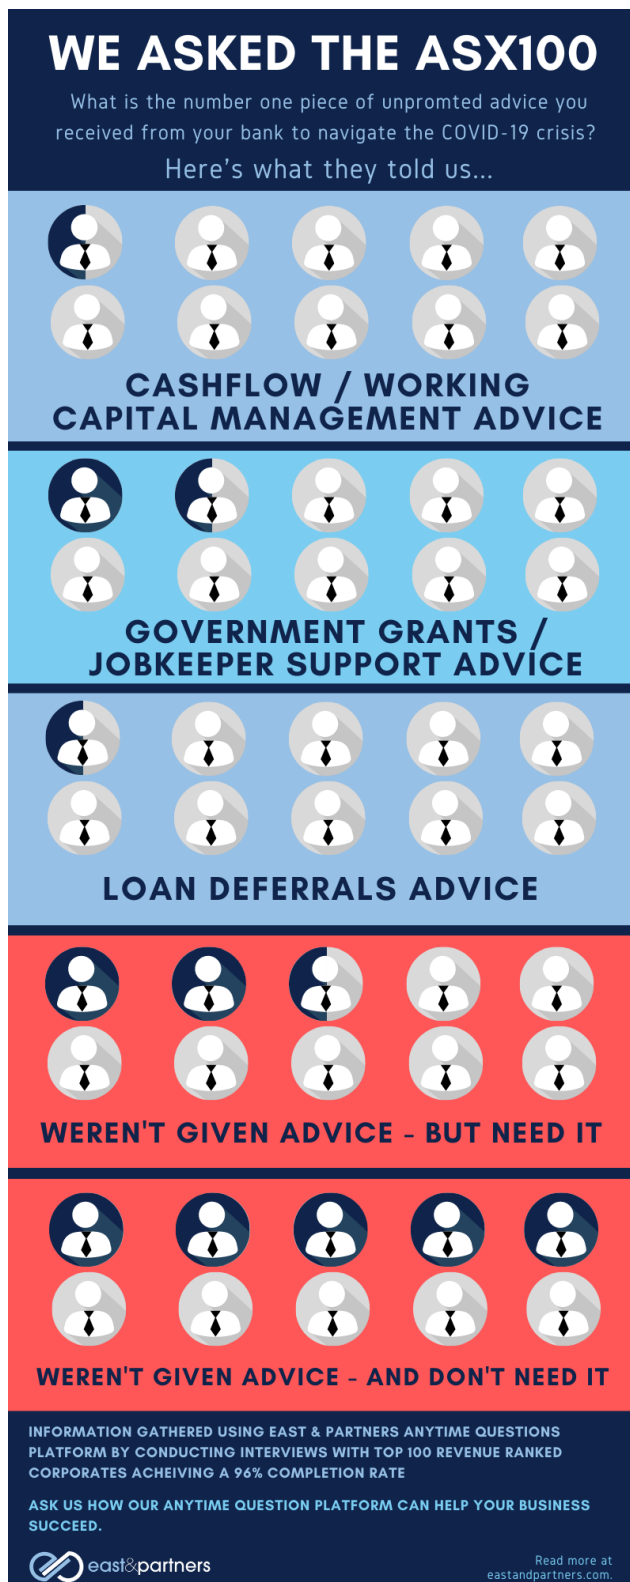 WE ASKED THE ASX100
What is the number one piece of unpromted advice you
received from your bank to navigate the COVID-19 crisis?
Here's what they told us...
CASHFLOW / WORKING
CAPITAL MANAGEMENT ADVICE
GOVERNMENT GRANTS /
JOBKEEPER SUPPORT ADVICE
LOAN DEFERRALS ADVICE
WEREN'T GIVEN ADVICE - BUT NEED IT
WEREN'T GIVEN ADVICE - AND DON'T NEED IT
INFORMATION GATHERED USING EAST & PARTNERS ANYTIME QUESTIONS
PLATFORM BY CONDUCTING INTERVIEWS WITH TOP 100 REVENUE RANKED
CORPORATES ACHEIVING A 96% COMPLETION RATE
ASK US HOW OUR ANYTIME QUESTION PLATFORM CAN HELP YOUR BUSINESS
SUCCEED.
east&partners
Read more at
eastandpartners.com.